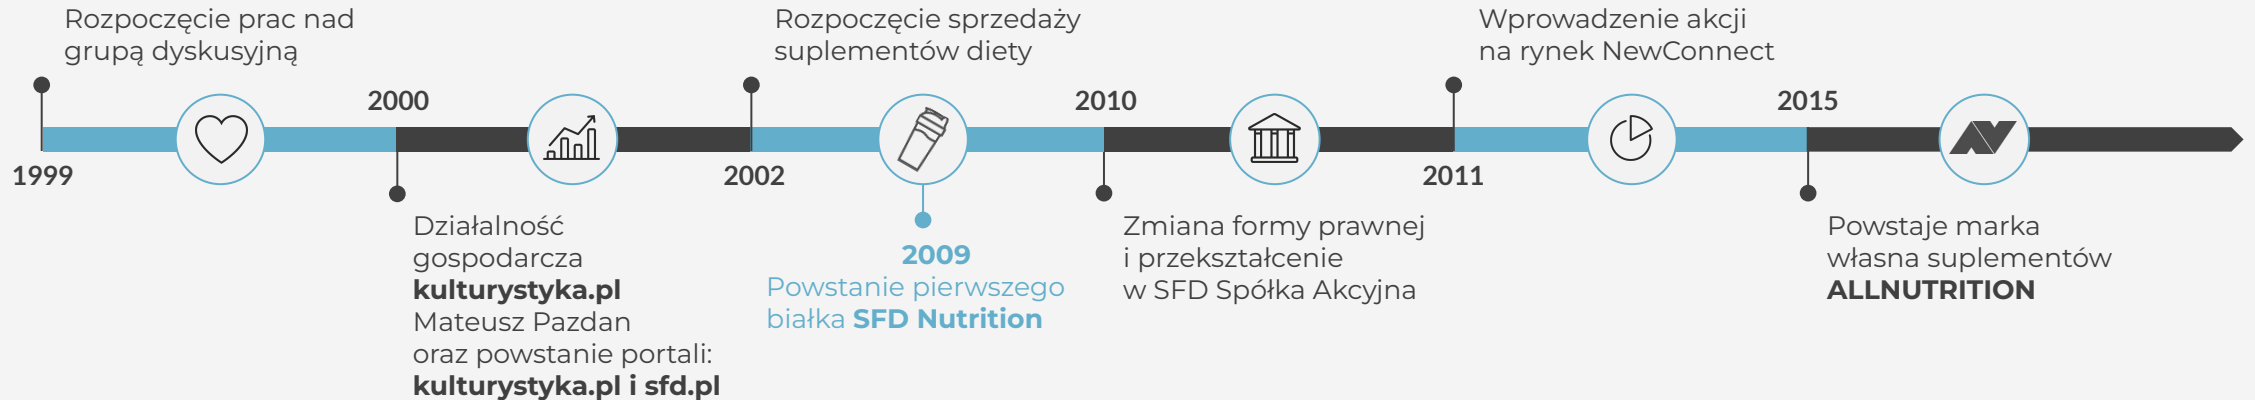 1999
Rozpoczęcie prac nad
grupą dyskusyjną
2000
Działalność
gospodarcza
kulturystyka.pl
Mateusz Pazdan
oraz powstanie portali:
kulturystyka.pl i sfd.pl
2002
Rozpoczęcie sprzedaży
suplementów diety
2009
Powstanie pierwszego
białka SFD Nutrition
2010
Zmiana formy prawnej
i przekształcenie
w SFD Spółka Akcyjna
2011
Wprowadzenie akcji
na rynek NewConnect
2015
Powstaje marka
własna suplementów
ALLNUTRITION